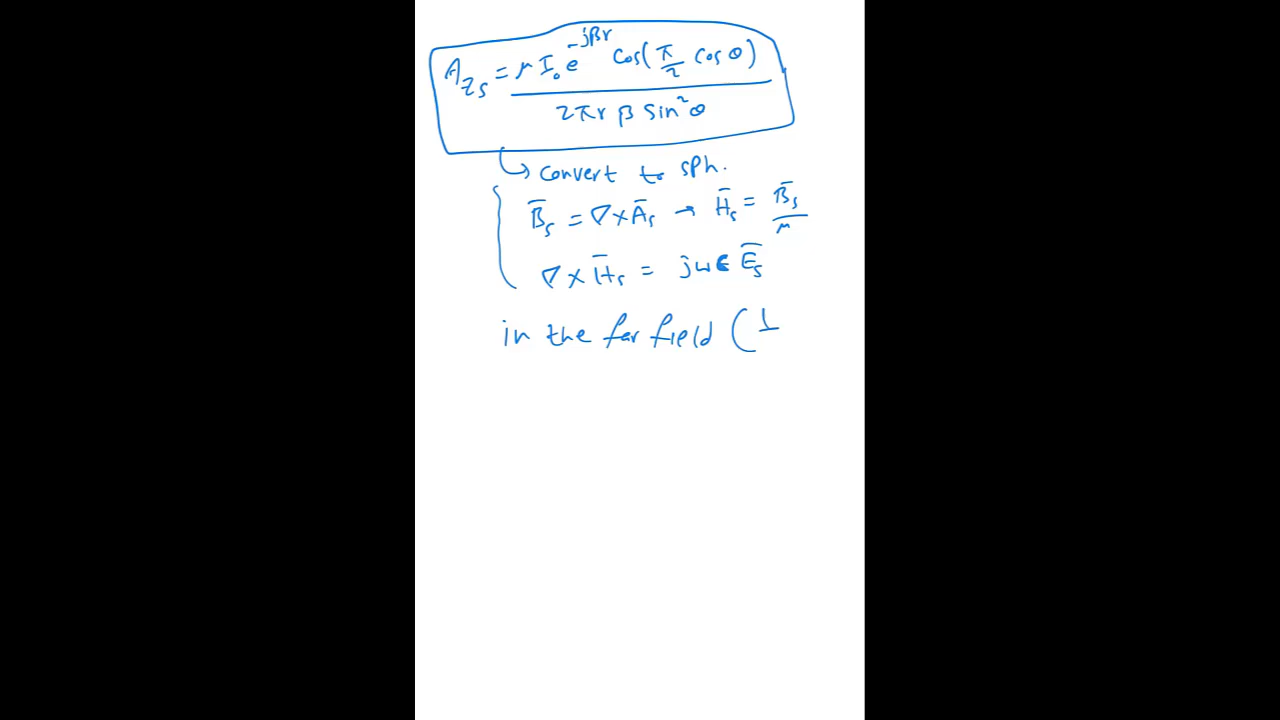 A_zs = μ I₀ e^-jβr cos(π/2 cos θ) / 2πr β sin²θ
↳ convert to sph.
B̄s = ∇ × Ās → H̄s = B̄s / μ
∇ × H̄s = jωϵ Ēs
in the far field ( 1